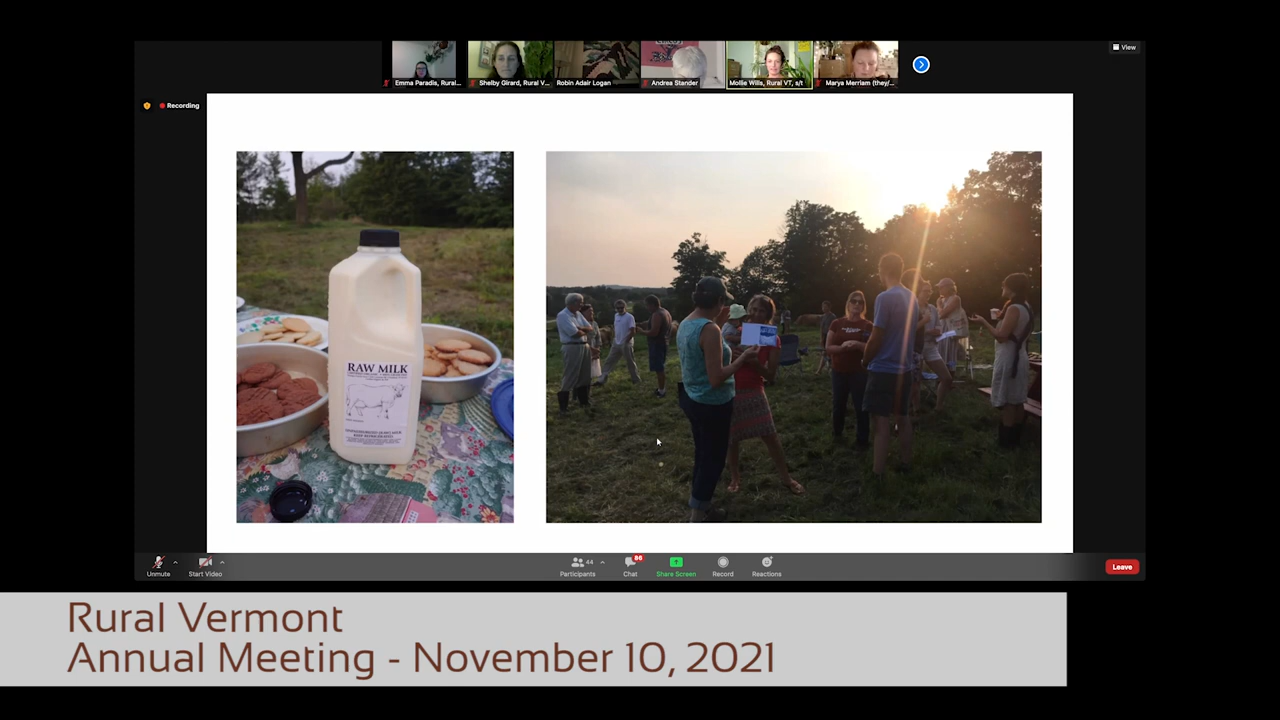 View
Emma Paradis, Rural...
Shelby Girard, Rural V...
Robin Adair Logan
Andrea Stander
Mollie Wills, Rural VT, s/t
Marya Merriam (they/...
Recording
RAW MILK
Unmute
Start Video
Participants
44
Chat
86
Share Screen
Record
Reactions
Leave
Rural Vermont
Annual Meeting - November 10, 2021